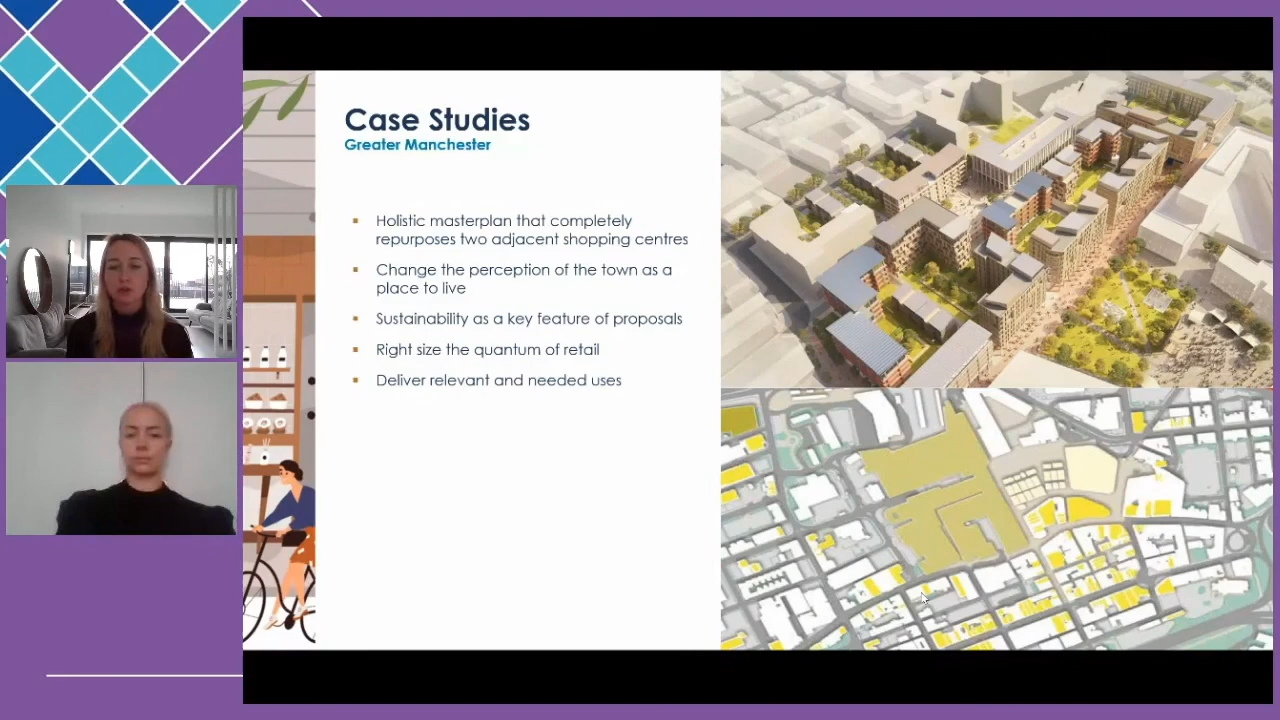 Case Studies
Greater Manchester
Holistic masterplan that completely
repurposes two adjacent shopping centres
Change the perception of the town as a
place to live
Sustainability as a key feature of proposals
Right size the quantum of retail
Deliver relevant and needed uses